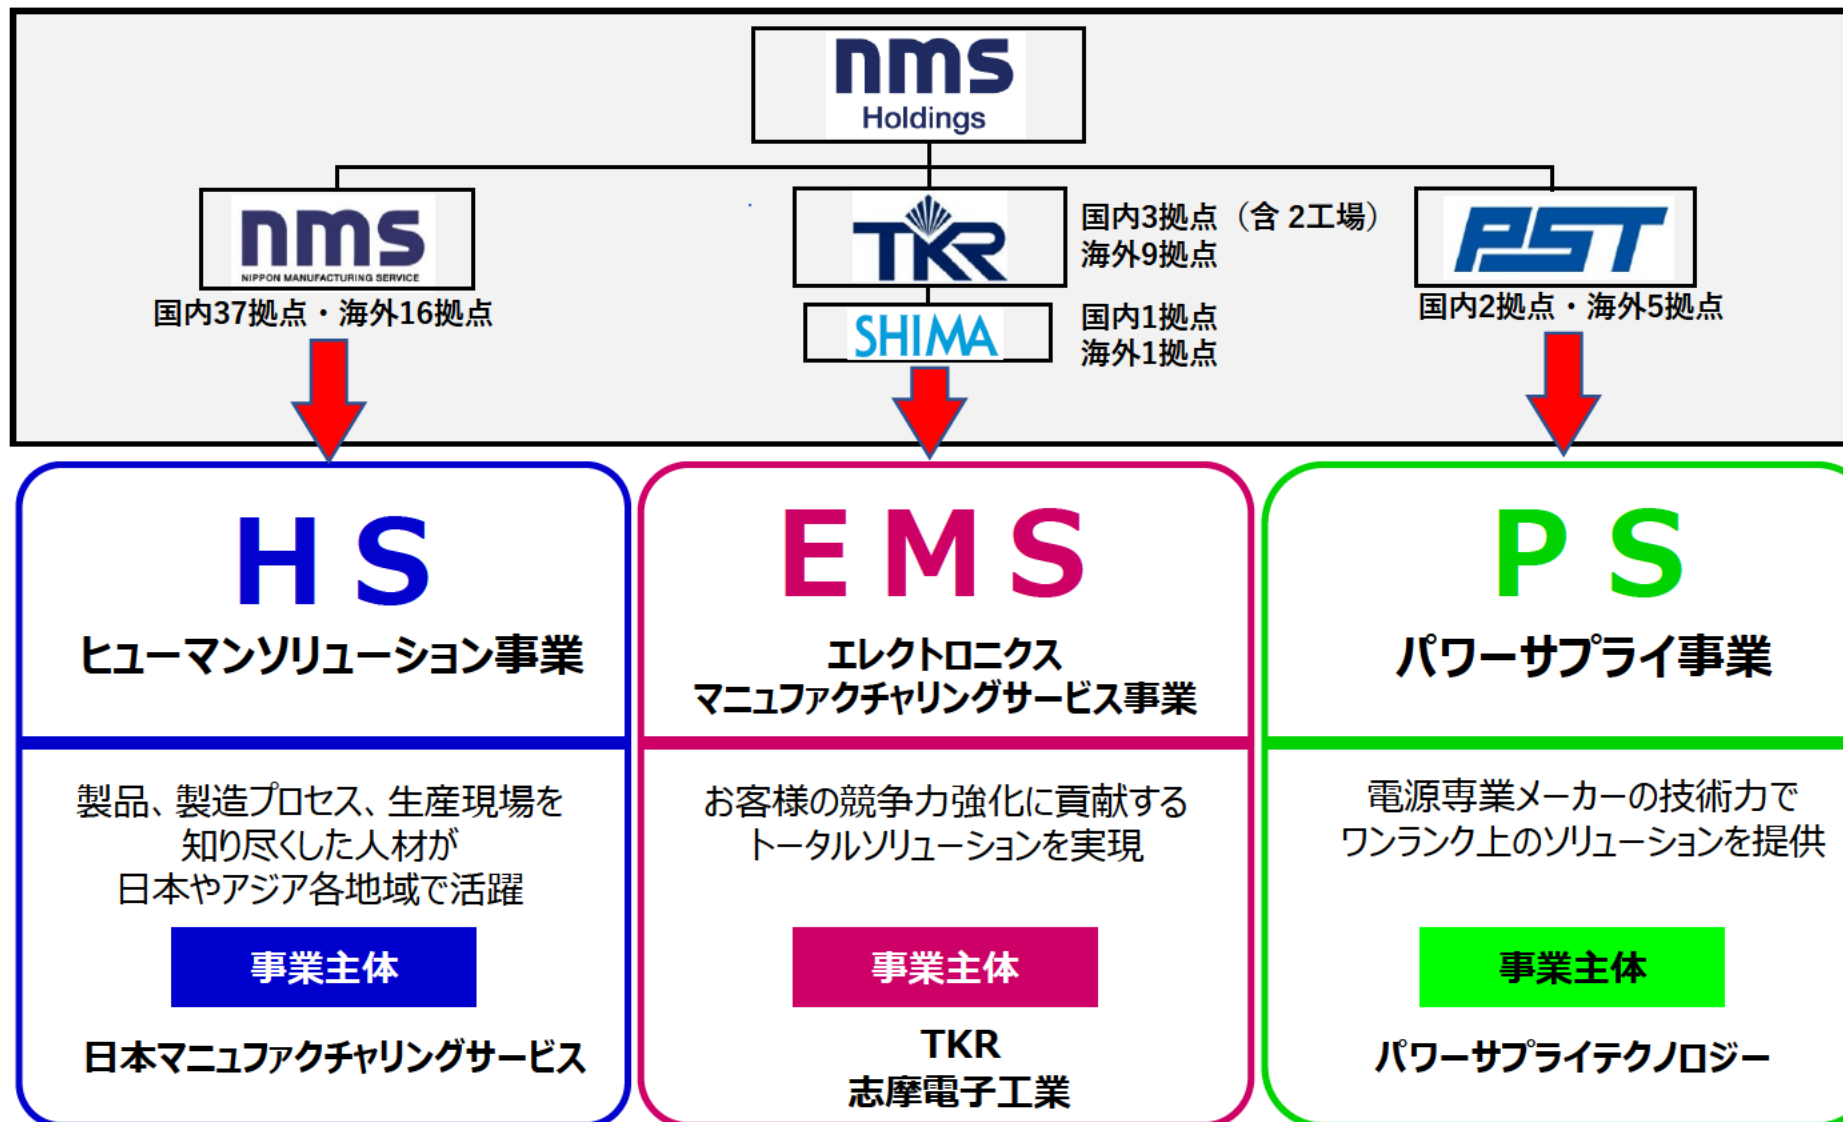 nms
Holdings
nms
NIPPON MANUFACTURING SERVICE
国内37拠点・海外16拠点
TKR
国内3拠点（含 2工場）
海外9拠点
SHIMA
国内1拠点
海外1拠点
PST
国内2拠点・海外5拠点
ＨＳ
ヒューマンソリューション事業
製品、製造プロセス、生産現場を
知り尽くした人材が
日本やアジア各地域で活躍
事業主体
日本マニュファクチャリングサービス
ＥＭＳ
エレクトロニクス
マニュファクチャリングサービス事業
お客様の競争力強化に貢献する
トータルソリューションを実現
事業主体
TKR
志摩電子工業
ＰＳ
パワーサプライ事業
電源専業メーカーの技術力で
ワンランク上のソリューションを提供
事業主体
パワーサプライテクノロジー